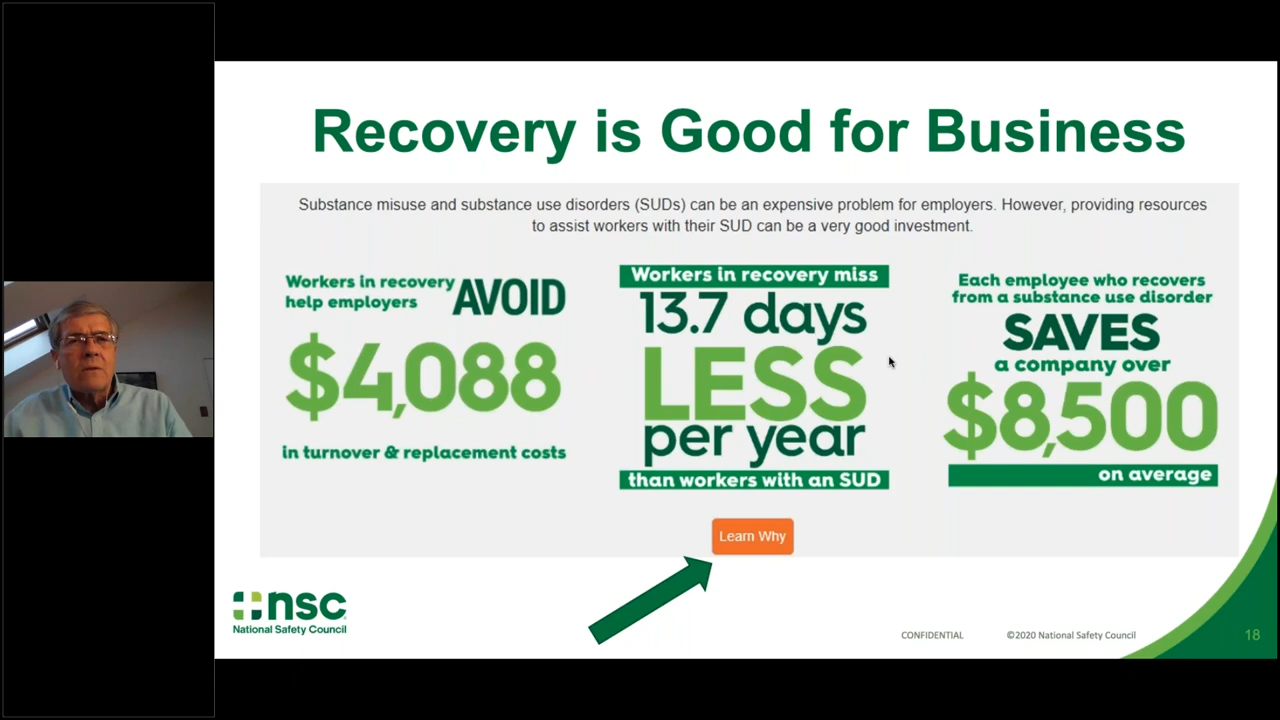 Recovery is Good for Business
Substance misuse and substance use disorders (SUDs) can be an expensive problem for employers. However, providing resources
to assist workers with their SUD can be a very good investment.
Workers in recovery
help employers AVOID
$4,088
in turnover & replacement costs
Workers in recovery miss
13.7 days
LESS
per year
than workers with an SUD
Each employee who recovers
from a substance use disorder
SAVES
a company over
$8,500
on average
Learn Why
nsc
National Safety Council
CONFIDENTIAL
©2020 National Safety Council
18